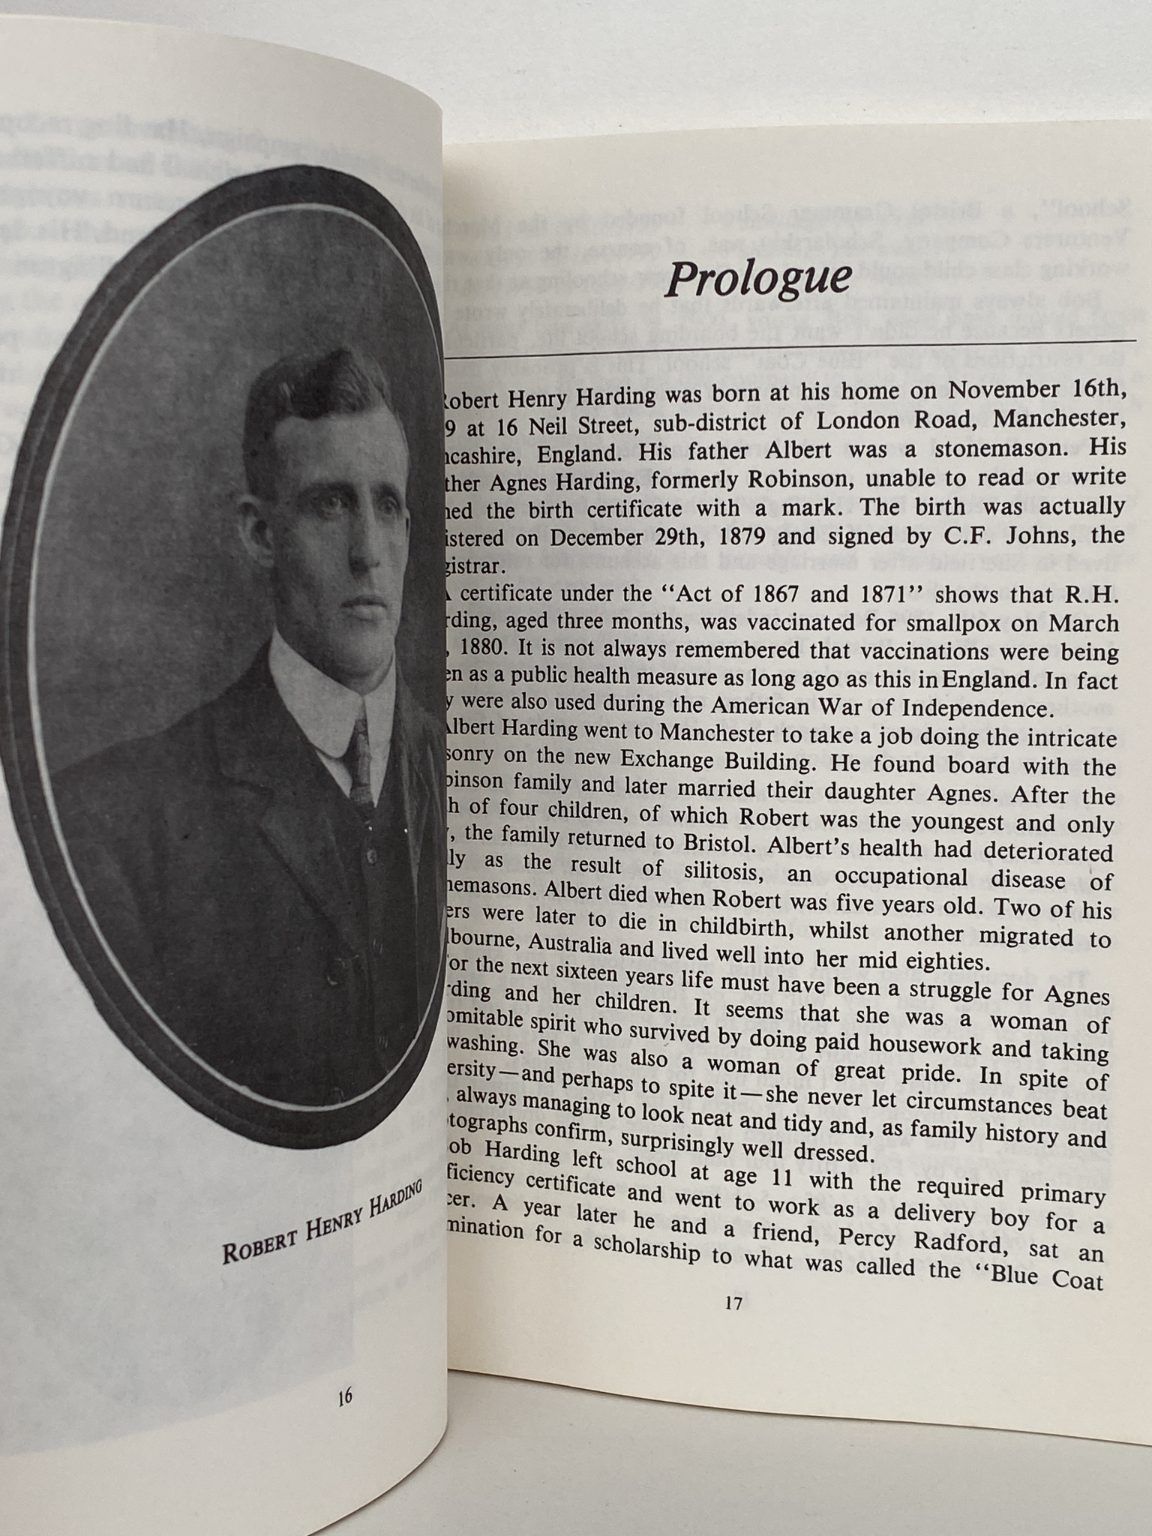 ROBERT HENRY HARDING
16
Prologue
obert Henry Harding was born at his home on November 16th,
9 at 16 Neil Street, sub-district of London Road, Manchester,
ncashire, England. His father Albert was a stonemason. His
ther Agnes Harding, formerly Robinson, unable to read or write
ned the birth certificate with a mark. The birth was actually
istered on December 29th, 1879 and signed by C.F. Johns, the
gistrar.
A certificate under the “Act of 1867 and 1871” shows that R.H.
rding, aged three months, was vaccinated for smallpox on March
, 1880. It is not always remembered that vaccinations were being
en as a public health measure as long ago as this in England. In fact
y were also used during the American War of Independence.
Albert Harding went to Manchester to take a job doing the intricate
sonry on the new Exchange Building. He found board with the
binson family and later married their daughter Agnes. After the
h of four children, of which Robert was the youngest and only
, the family returned to Bristol. Albert’s health had deteriorated
ly as the result of silitosis, an occupational disease of
nemasons. Albert died when Robert was five years old. Two of his
ers were later to die in childbirth, whilst another migrated to
lbourne, Australia and lived well into her mid eighties.
or the next sixteen years life must have been a struggle for Agnes
rding and her children. It seems that she was a woman of
omitable spirit who survived by doing paid housework and taking
washing. She was also a woman of great pride. In spite of
ersity—and perhaps to spite it—she never let circumstances beat
, always managing to look neat and tidy and, as family history and
tographs confirm, surprisingly well dressed.
ob Harding left school at age 11 with the required primary
ficiency certificate and went to work as a delivery boy for a
cer. A year later he and a friend, Percy Radford, sat an
mination for a scholarship to what was called the “Blue Coat
17